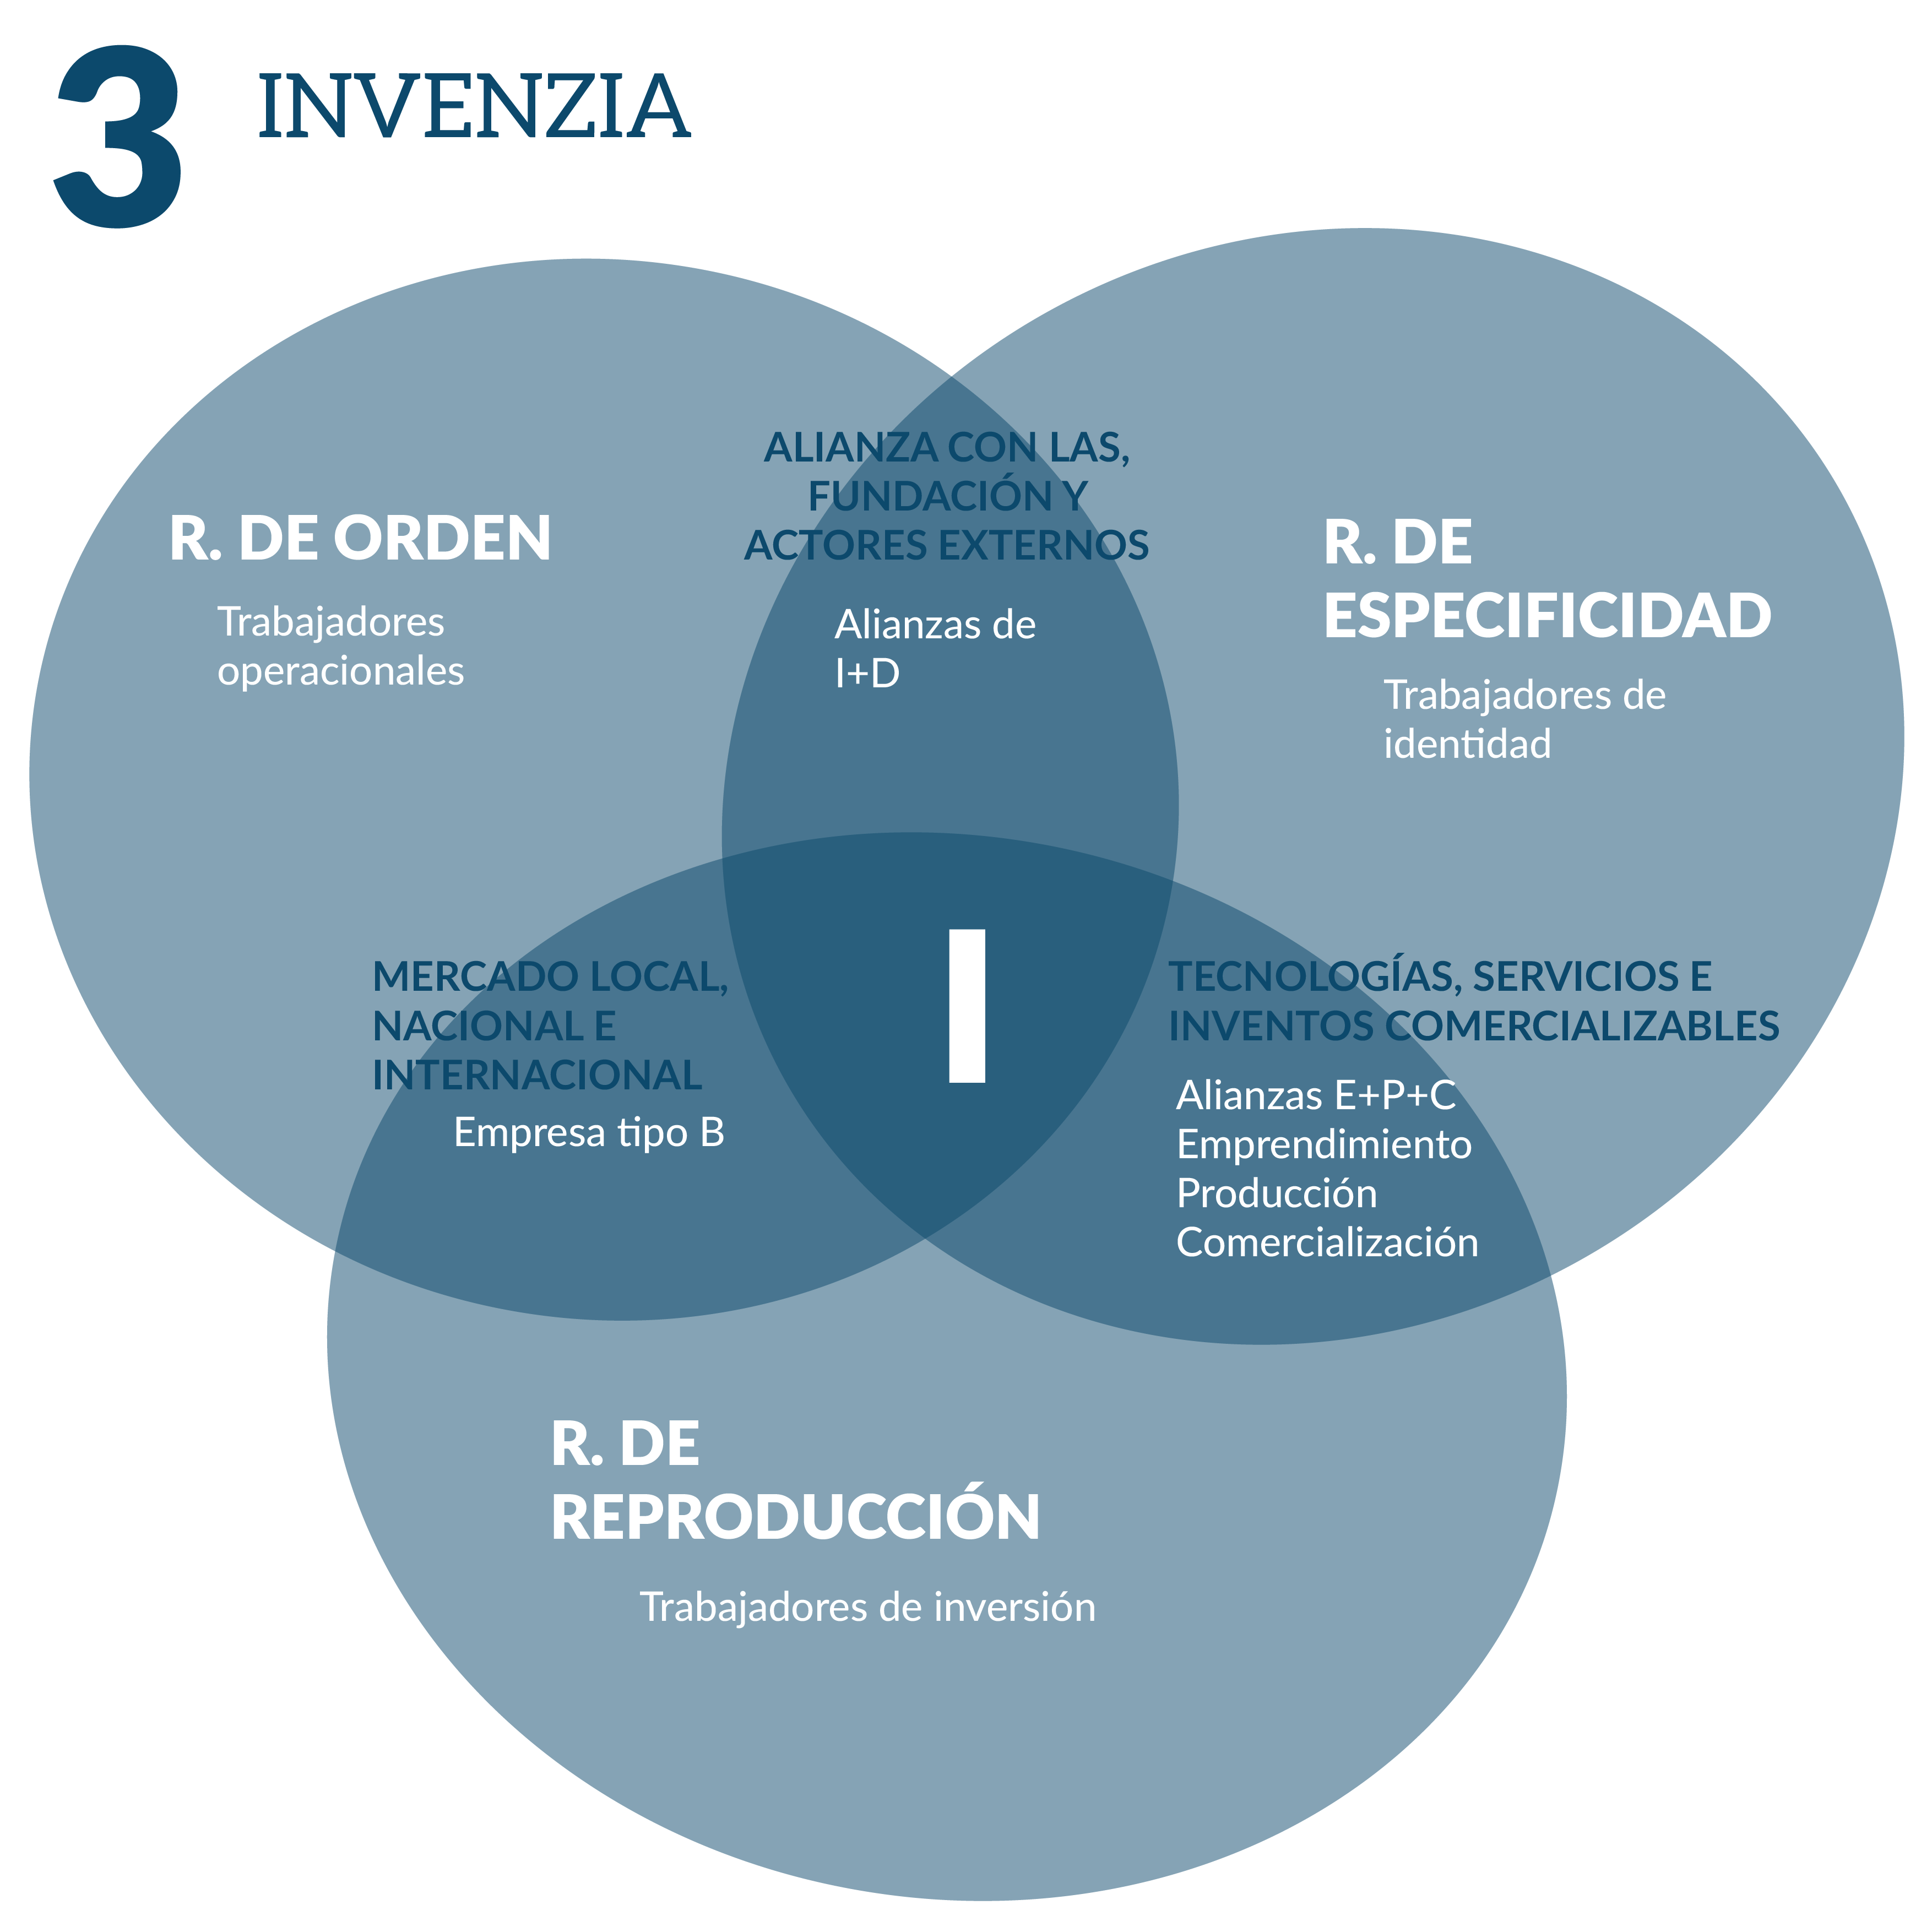 3
INVENZIA
ALIANZA CON LAS,
FUNDACIÓN Y
ACTORES EXTERNOS
Alianzas de
I+D
R. DE ORDEN
Trabajadores
operacionales
R. DE
ESPECIFICIDAD
Trabajadores de
identidad
I
MERCADO LOCAL,
NACIONAL E
INTERNACIONAL
Empresa tipo B
TECNOLOGÍAS, SERVICIOS E
INVENTOS COMERCIALIZABLES
Alianzas E+P+C
Emprendimiento
Producción
Comercialización
R. DE
REPRODUCCIÓN
Trabajadores de inversión